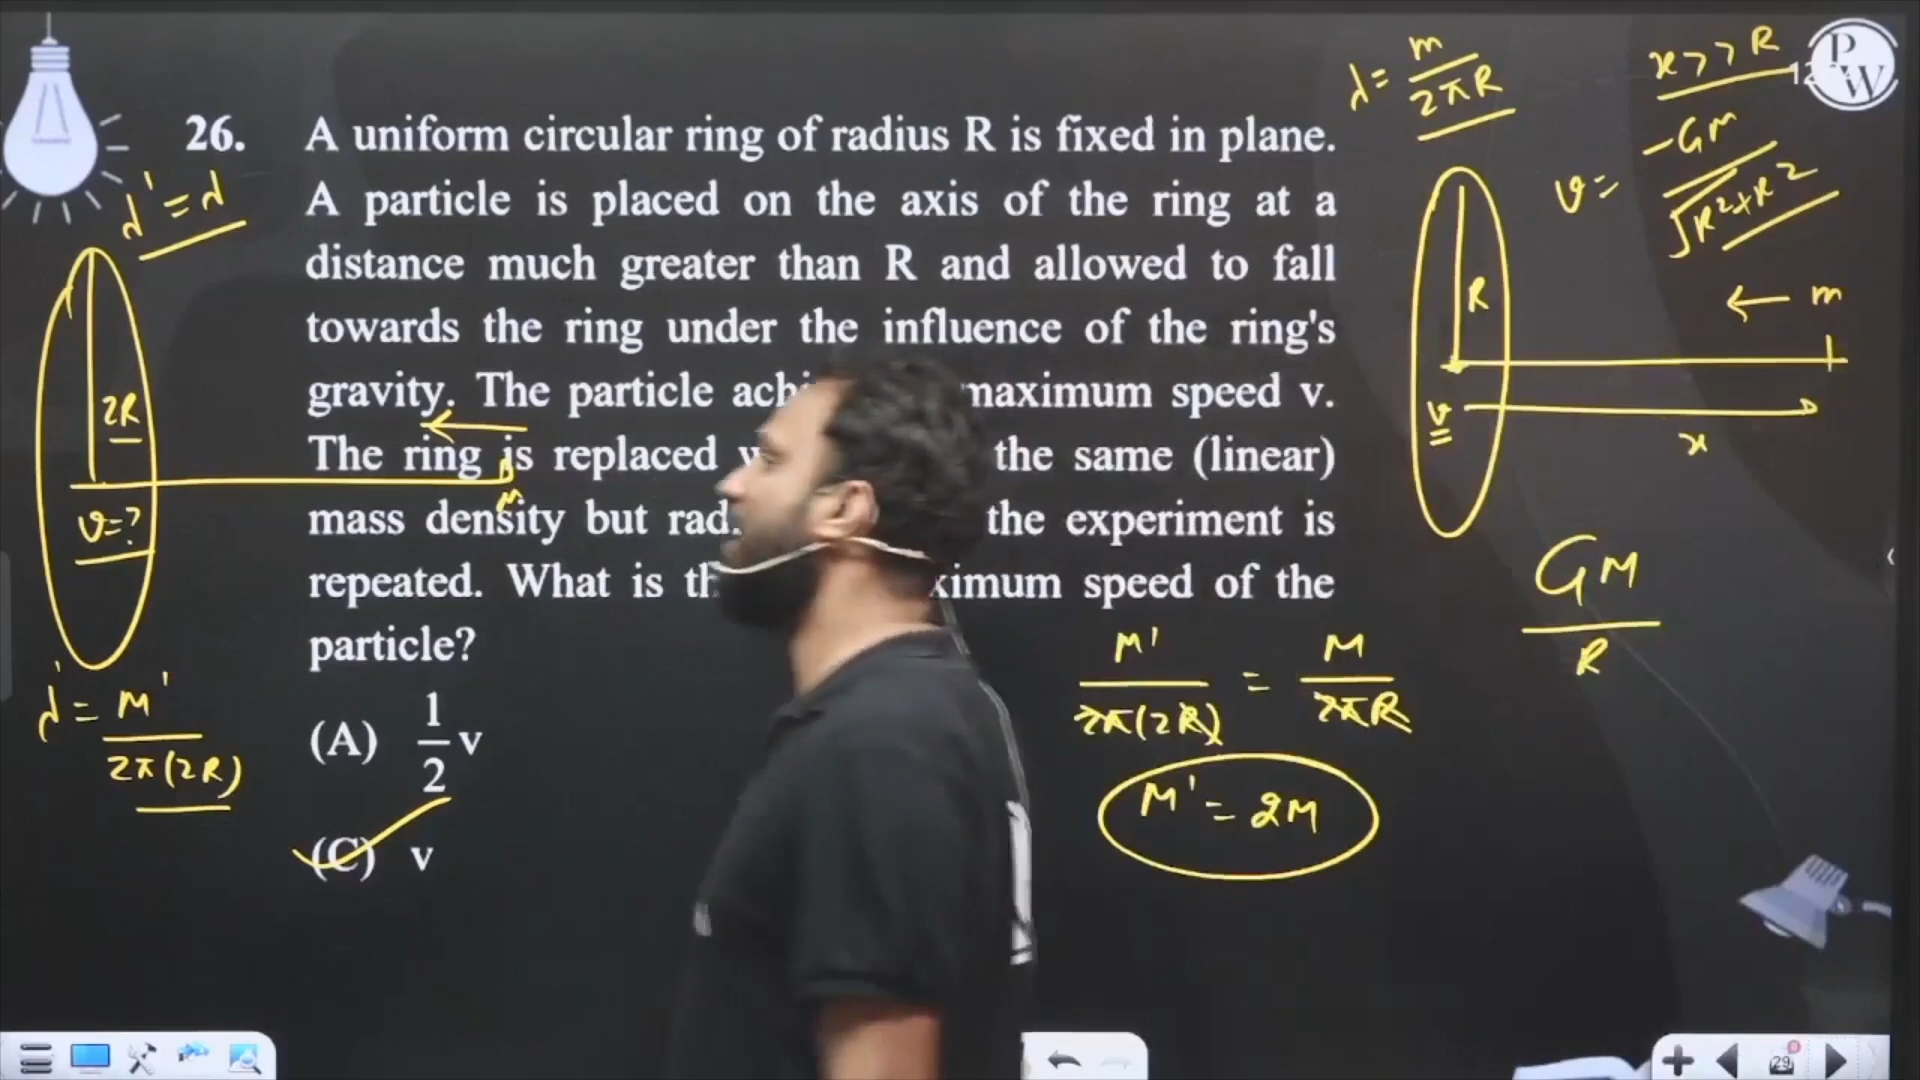 26. A uniform circular ring of radius R is fixed in plane.
A particle is placed on the axis of the ring at a
distance much greater than R and allowed to fall
towards the ring under the influence of the ring's
gravity. The particle achi maximum speed v.
The ring is replaced the same (linear)
mass density but rad the experiment is
repeated. What is th ximum speed of the
particle?
(A) 1/2 v
(C) v
λ' = λ
2R
v = ?
M
λ' = M' / 2π(2R)
λ = m / 2πR
x >> R
PW
v = -GM / √R²+x²
R
m
v
x
GM / R
M' / 2π(2R) = M / 2πR
M' = 2M
29